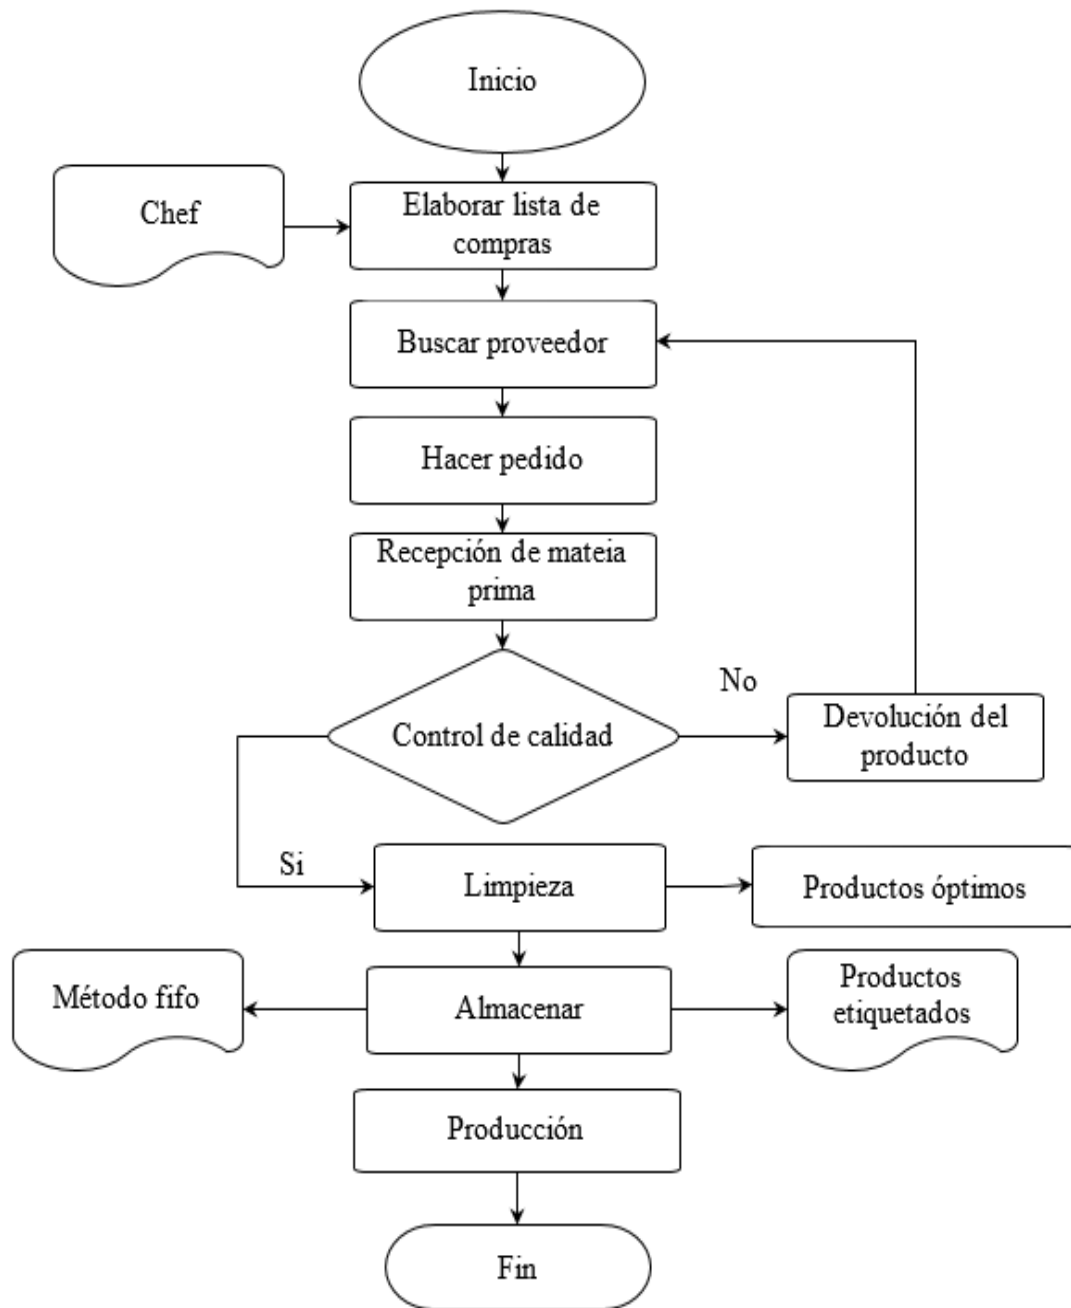 Inicio
Chef
Elaborar lista de
compras
Buscar proveedor
Hacer pedido
Recepción de mateia
prima
No
Control de calidad
Devolución del
producto
Si
Limpieza
Productos óptimos
Método fifo
Almacenar
Productos
etiquetados
Producción
Fin